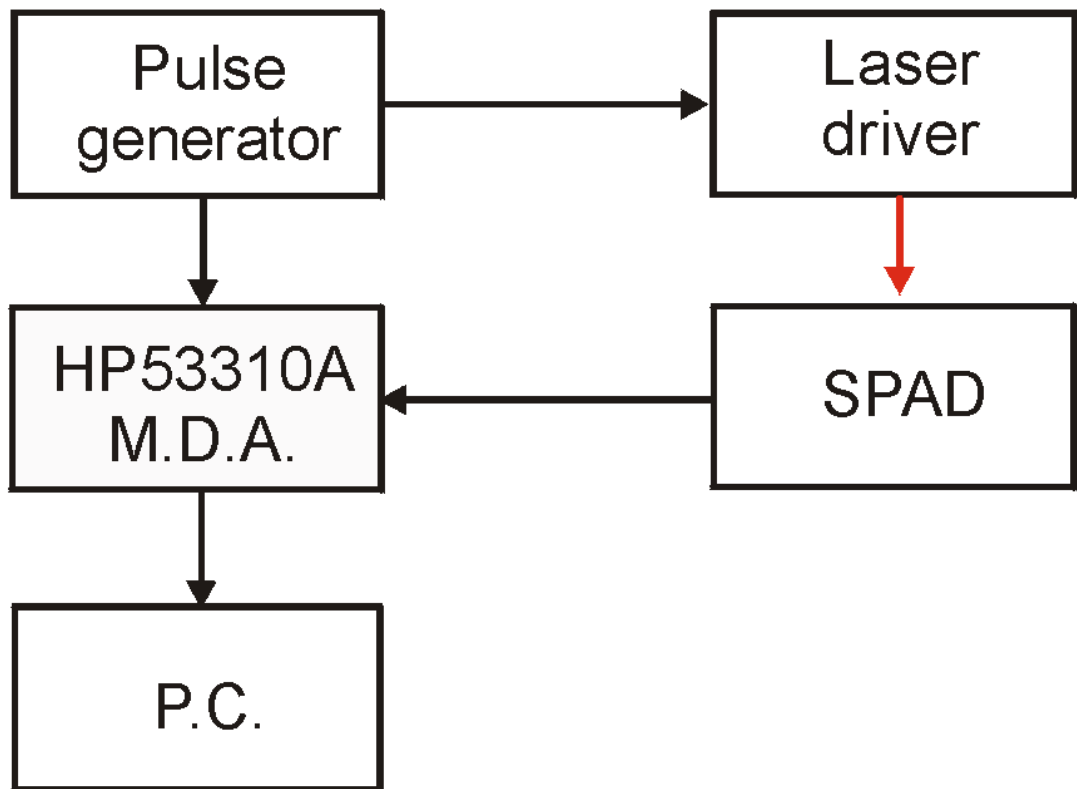 Pulse
generator
Laser
driver
HP53310A
M.D.A.
SPAD
P.C.